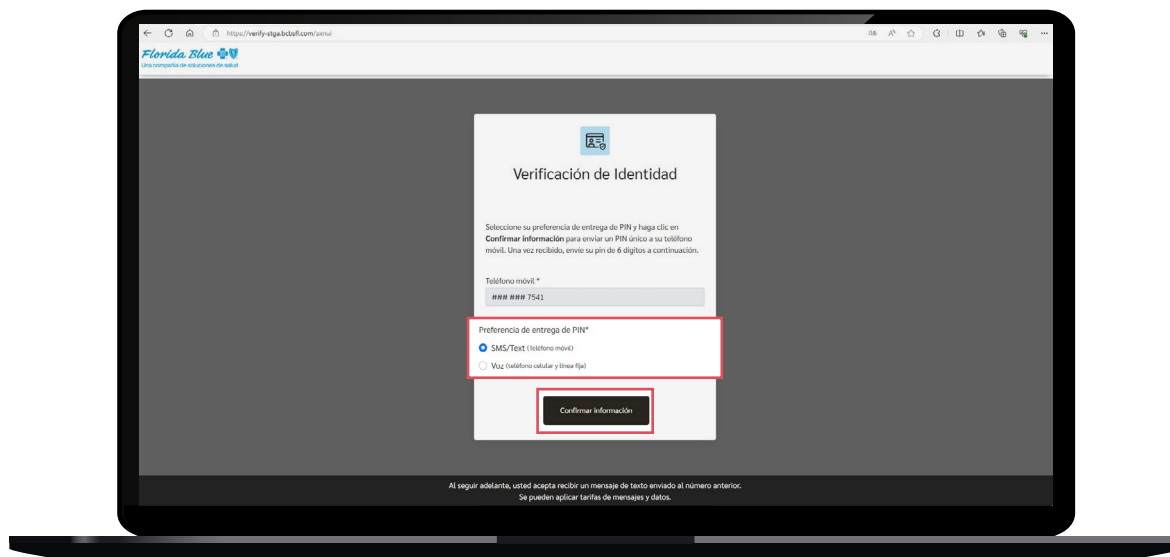 https://verify-stga.bcbsfl.com/axnui
Florida Blue
Una compañía de soluciones de salud
Verificación de Identidad
Seleccione su preferencia de entrega de PIN y haga clic en
Confirmar información para enviar un PIN único a su teléfono
móvil. Una vez recibido, envíe su pin de 6 dígitos a continuación.
Teléfono móvil *
### ### 7541
Preferencia de entrega de PIN*
SMS/Text (teléfono móvil)
Voz (teléfono celular y línea fija)
Confirmar información
Al seguir adelante, usted acepta recibir un mensaje de texto enviado al número anterior.
Se pueden aplicar tarifas de mensajes y datos.